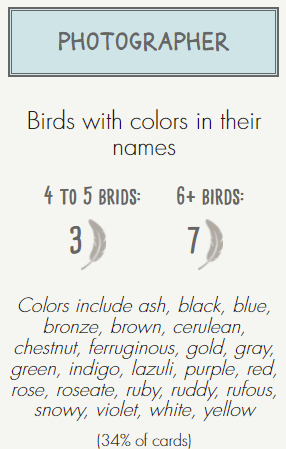 PHOTOGRAPHER
Birds with colors in their
names
4 TO 5 BRIDS: 6+ BIRDS:
3 7
Colors include ash, black, blue,
bronze, brown, cerulean,
chestnut, ferruginous, gold, gray,
green, indigo, lazuli, purple, red,
rose, roseate, ruby, ruddy, rufous,
snowy, violet, white, yellow
(34% of cards)